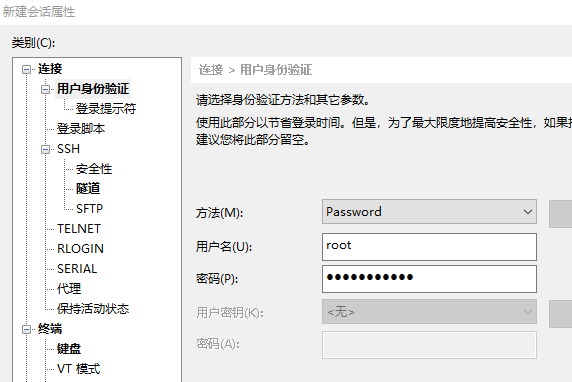 新建会话属性
类别(C):
连接
用户身份验证
登录提示符
登录脚本
SSH
安全性
隧道
SFTP
TELNET
RLOGIN
SERIAL
代理
保持活动状态
终端
键盘
VT 模式
连接 > 用户身份验证
请选择身份验证方法和其它参数。
使用此部分以节省登录时间。但是，为了最大限度地提高安全性，如果担
建议您将此部分留空。
方法(M):
Password
用户名(U):
root
密码(P):
●●●●●●●●●●●
用户密钥(K):
<无>
密码(A):